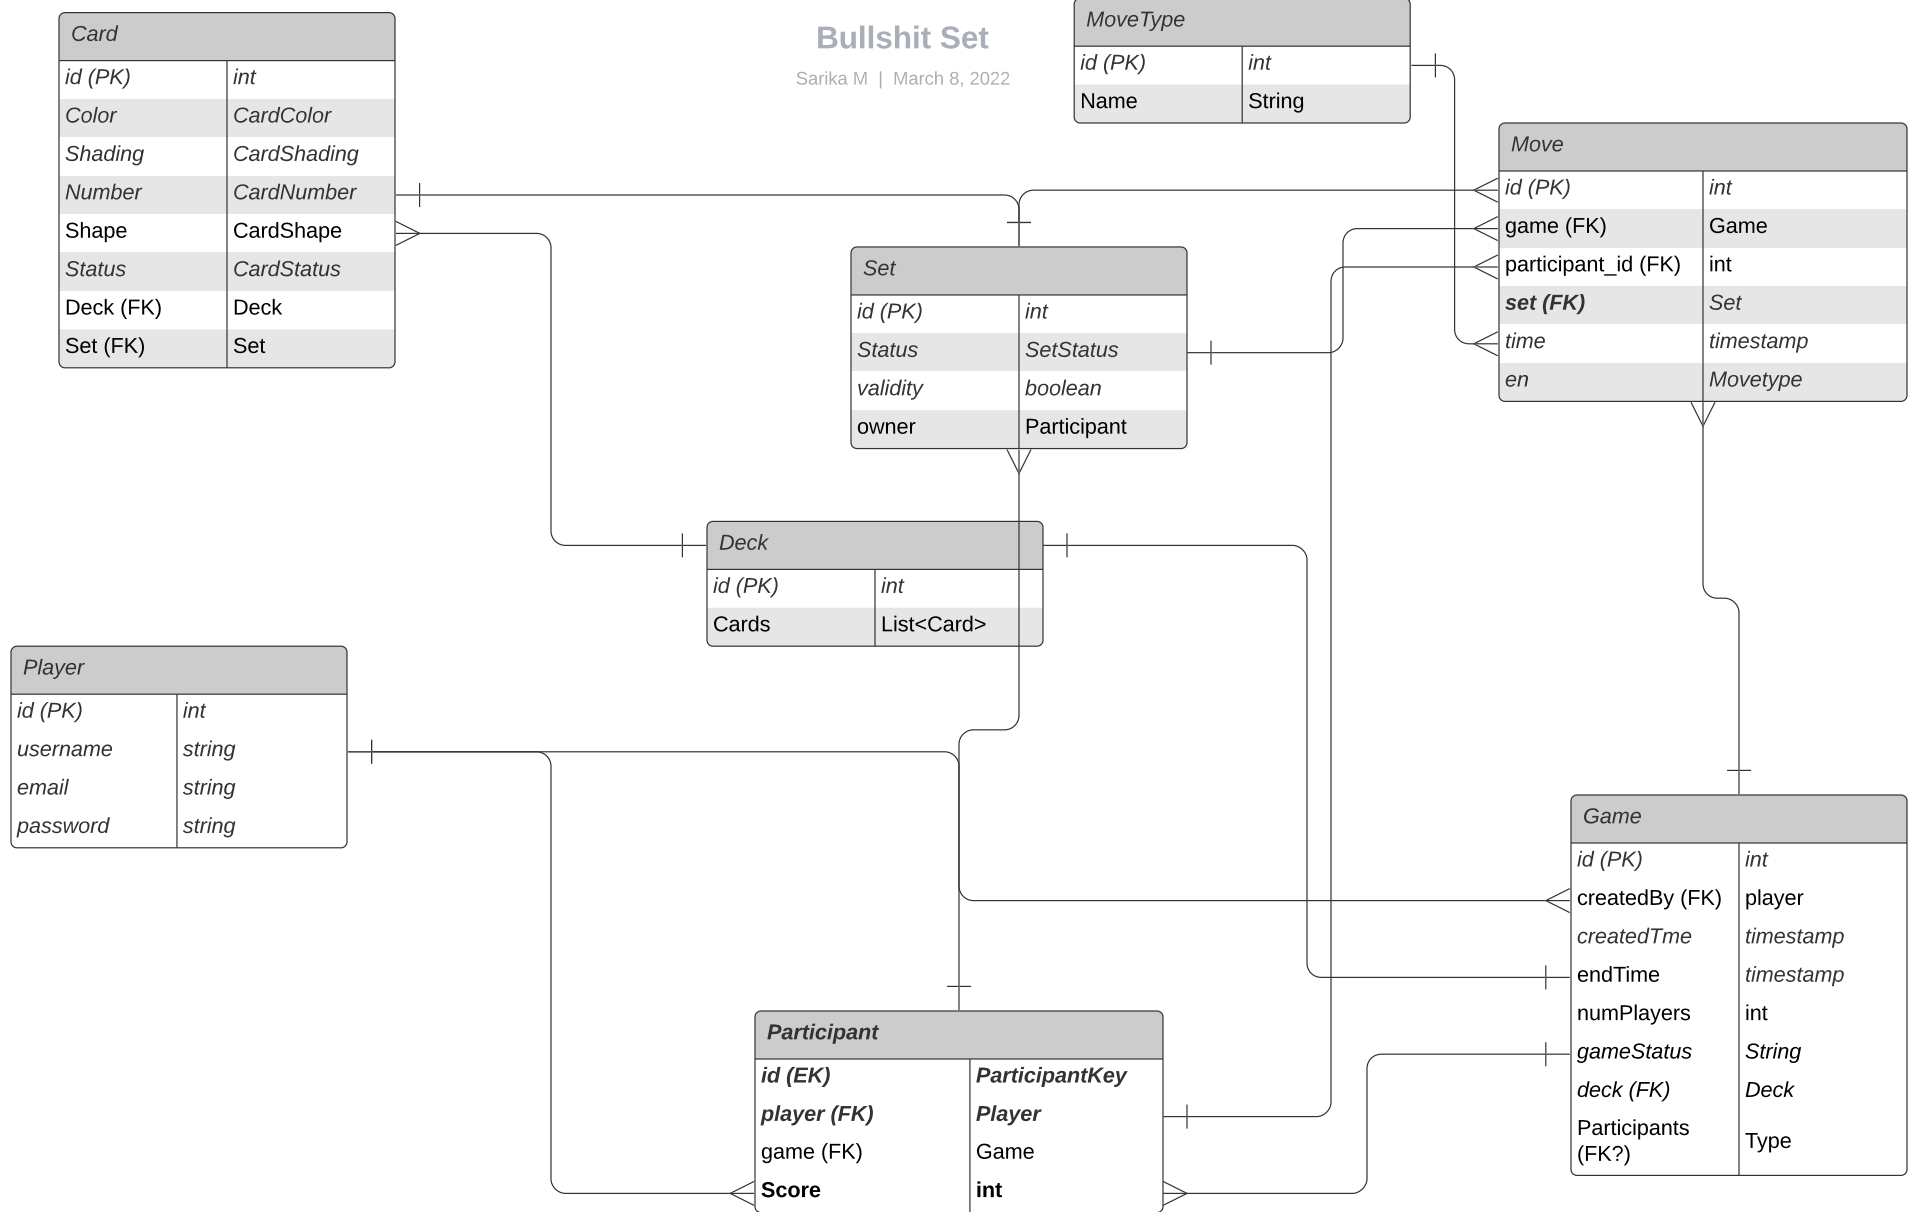 Bullshit Set
Sarika M | March 8, 2022
Card
id (PK) int
Color CardColor
Shading CardShading
Number CardNumber
Shape CardShape
Status CardStatus
Deck (FK) Deck
Set (FK) Set
MoveType
id (PK) int
Name String
Move
id (PK) int
game (FK) Game
participant_id (FK) int
set (FK) Set
time timestamp
en Movetype
Set
id (PK) int
Status SetStatus
validity boolean
owner Participant
Deck
id (PK) int
Cards List<Card>
Player
id (PK) int
username string
email string
password string
Game
id (PK) int
createdBy (FK) player
createdTme timestamp
endTime timestamp
numPlayers int
gameStatus String
deck (FK) Deck
Participants
(FK?) Type
Participant
id (EK) ParticipantKey
player (FK) Player
game (FK) Game
Score int